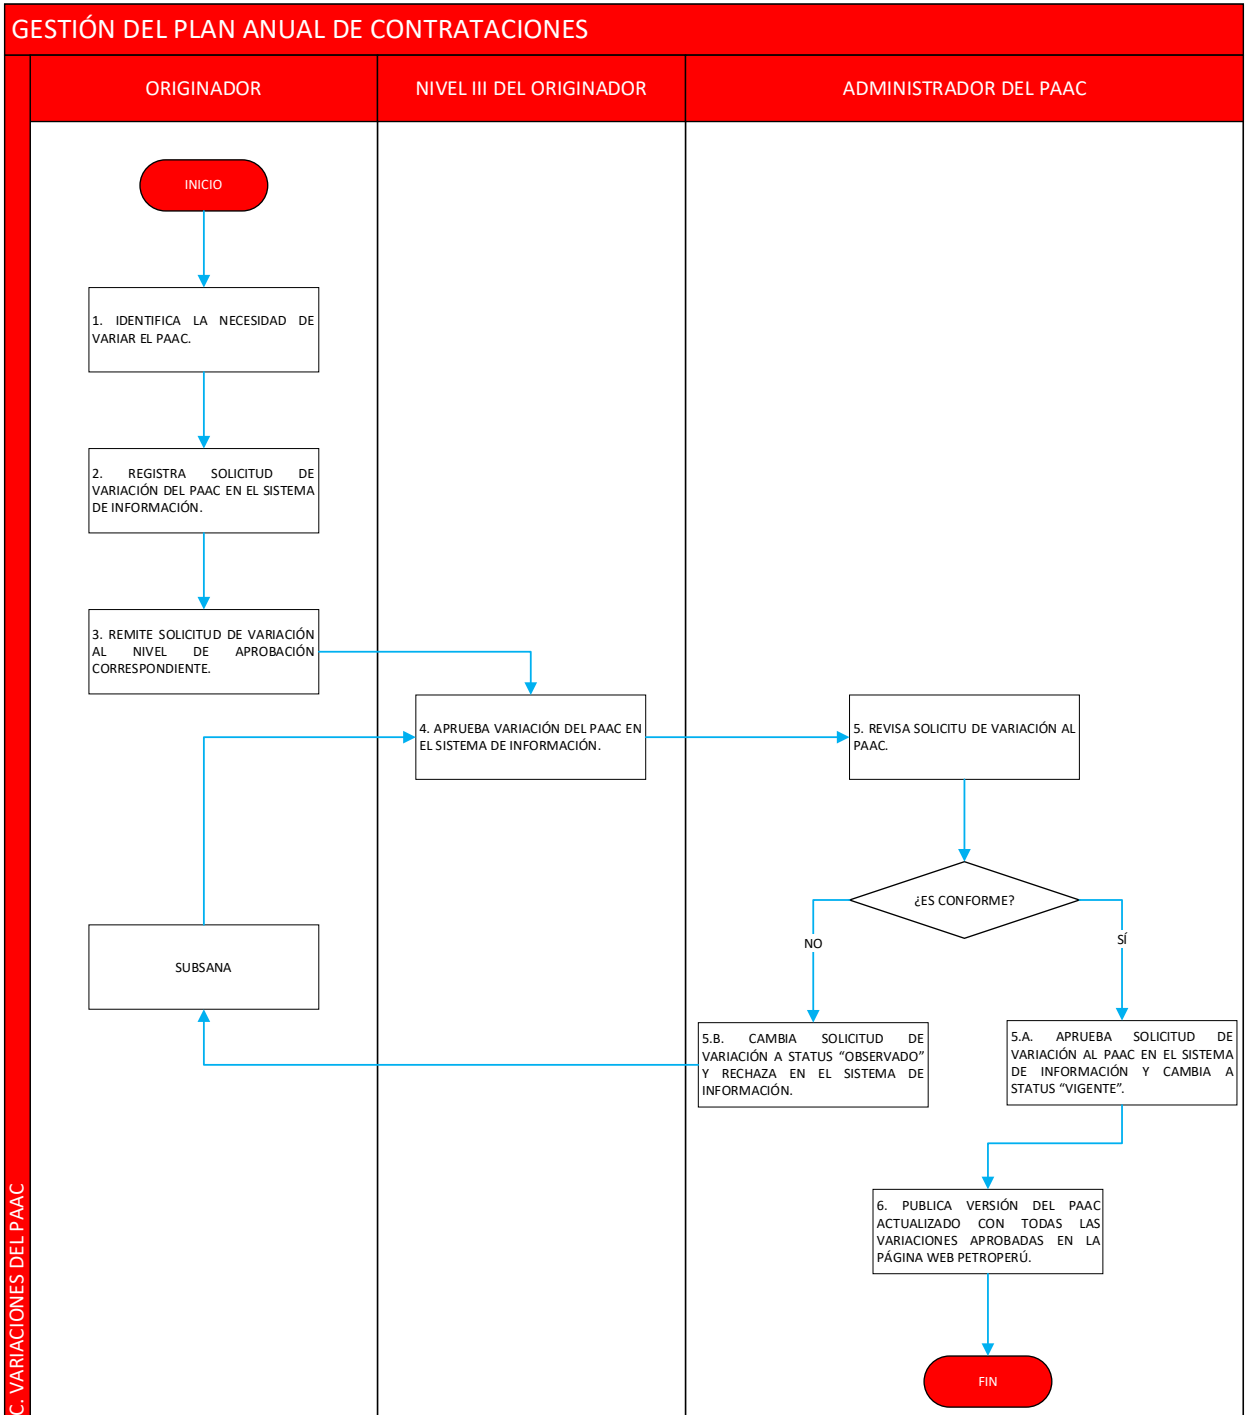 GESTIÓN DEL PLAN ANUAL DE CONTRATACIONES
ORIGINADOR
NIVEL III DEL ORIGINADOR
ADMINISTRADOR DEL PAAC
INICIO
1. IDENTIFICA LA NECESIDAD DE
VARIAR EL PAAC.
2. REGISTRA SOLICITUD DE
VARIACIÓN DEL PAAC EN EL SISTEMA
DE INFORMACIÓN.
3. REMITE SOLICITUD DE VARIACIÓN
AL NIVEL DE APROBACIÓN
CORRESPONDIENTE.
4. APRUEBA VARIACIÓN DEL PAAC EN
EL SISTEMA DE INFORMACIÓN.
5. REVISA SOLICITU DE VARIACIÓN AL
PAAC.
¿ES CONFORME?
NO
SÍ
SUBSANA
5.B. CAMBIA SOLICITUD DE
VARIACIÓN A STATUS “OBSERVADO”
Y RECHAZA EN EL SISTEMA DE
INFORMACIÓN.
5.A. APRUEBA SOLICITUD DE
VARIACIÓN AL PAAC EN EL SISTEMA
DE INFORMACIÓN Y CAMBIA A
STATUS “VIGENTE”.
6. PUBLICA VERSIÓN DEL PAAC
ACTUALIZADO CON TODAS LAS
VARIACIONES APROBADAS EN LA
PÁGINA WEB PETROPERÚ.
FIN
C. VARIACIONES DEL PAAC